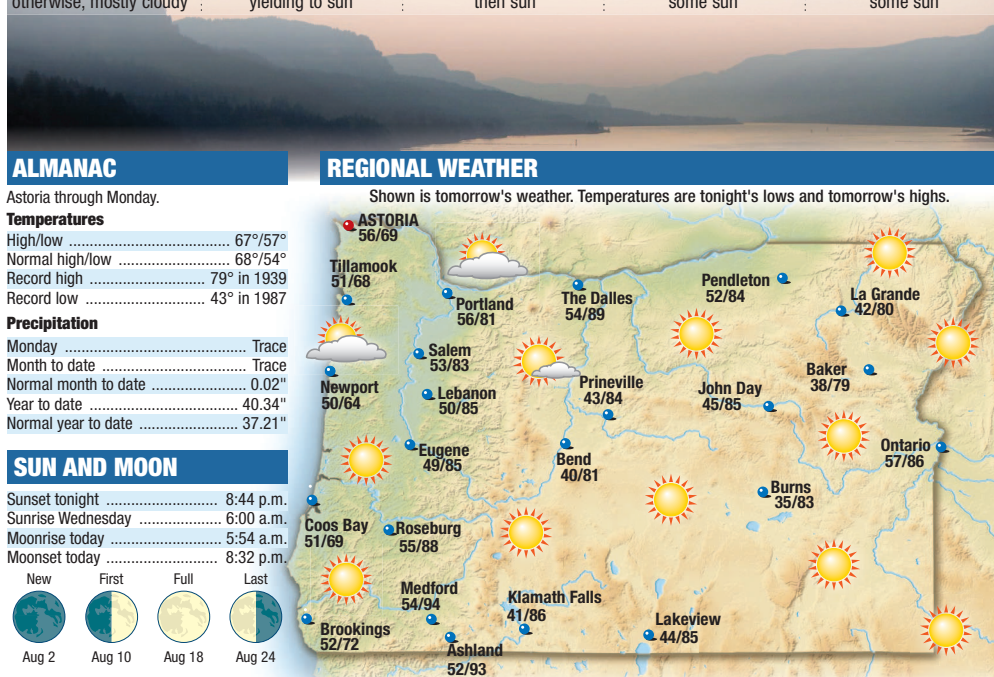 otherwise, mostly cloudy : yielding to sun : then sun : some sun : some sun
ALMANAC
Astoria through Monday.
Temperatures
High/low ........................................ 67°/57°
Normal high/low ......................... 68°/54°
Record high ........................ 79° in 1939
Record low ......................... 43° in 1987
Precipitation
Monday ........................................... Trace
Month to date ................................ Trace
Normal month to date .................... 0.02"
Year to date .................................. 40.34"
Normal year to date ..................... 37.21"
SUN AND MOON
Sunset tonight ........................ 8:44 p.m.
Sunrise Wednesday .................. 6:00 a.m.
Moonrise today ........................ 5:54 a.m.
Moonset today ........................ 8:32 p.m.
New First Full Last
Aug 2 Aug 10 Aug 18 Aug 24
REGIONAL WEATHER
Shown is tomorrow's weather. Temperatures are tonight's lows and tomorrow's highs.
ASTORIA
56/69
Tillamook
51/68
Portland
56/81
The Dalles
54/89
Pendleton
52/84
La Grande
42/80
Salem
53/83
Newport
50/64
Lebanon
50/85
Prineville
43/84
John Day
45/85
Baker
38/79
Eugene
49/85
Bend
40/81
Ontario
57/86
Burns
35/83
Coos Bay
51/69
Roseburg
55/88
Medford
54/94
Klamath Falls
41/86
Brookings
52/72
Ashland
52/93
Lakeview
44/85